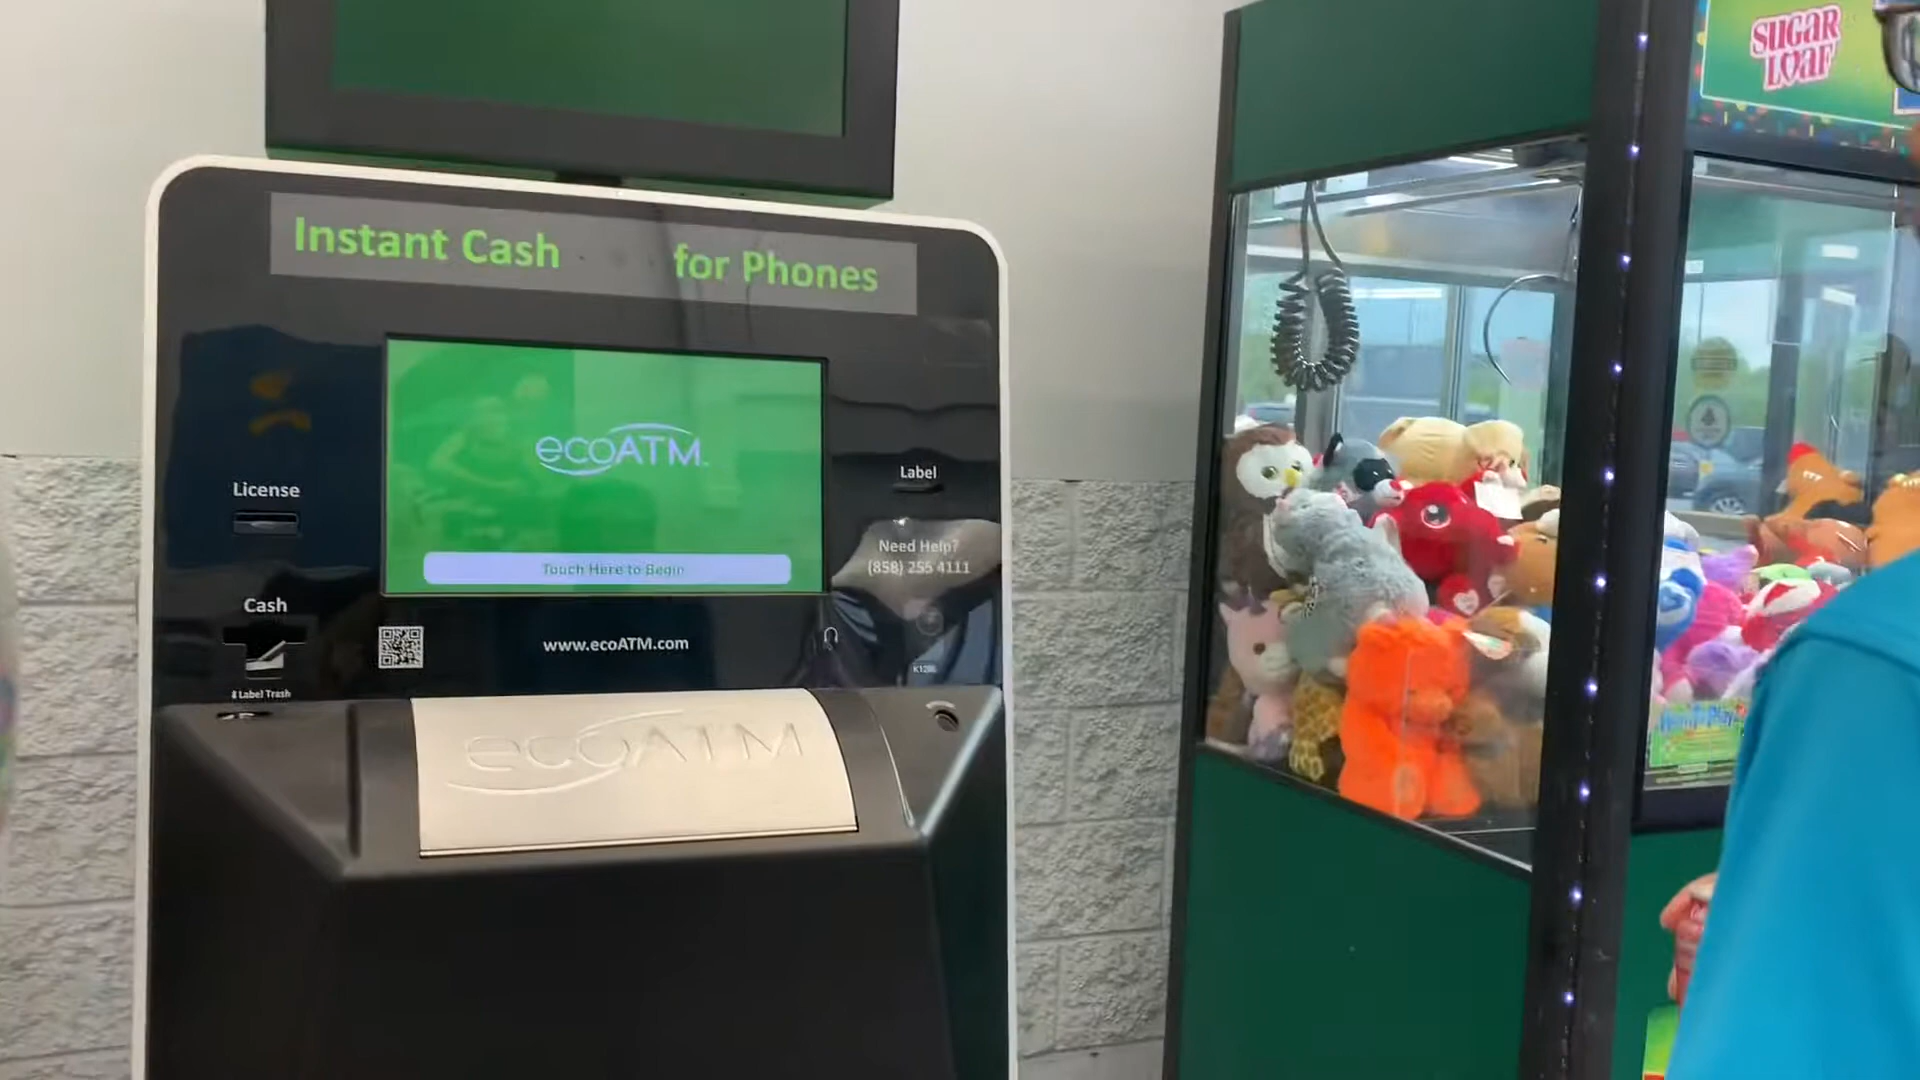 SUGAR
LOAF
Instant Cash for Phones
ecoATM
License
Label
Need Help?
(858) 255 4111
Touch Here to Begin
Cash
www.ecoATM.com
K1286
& Label Trash
ecoATM